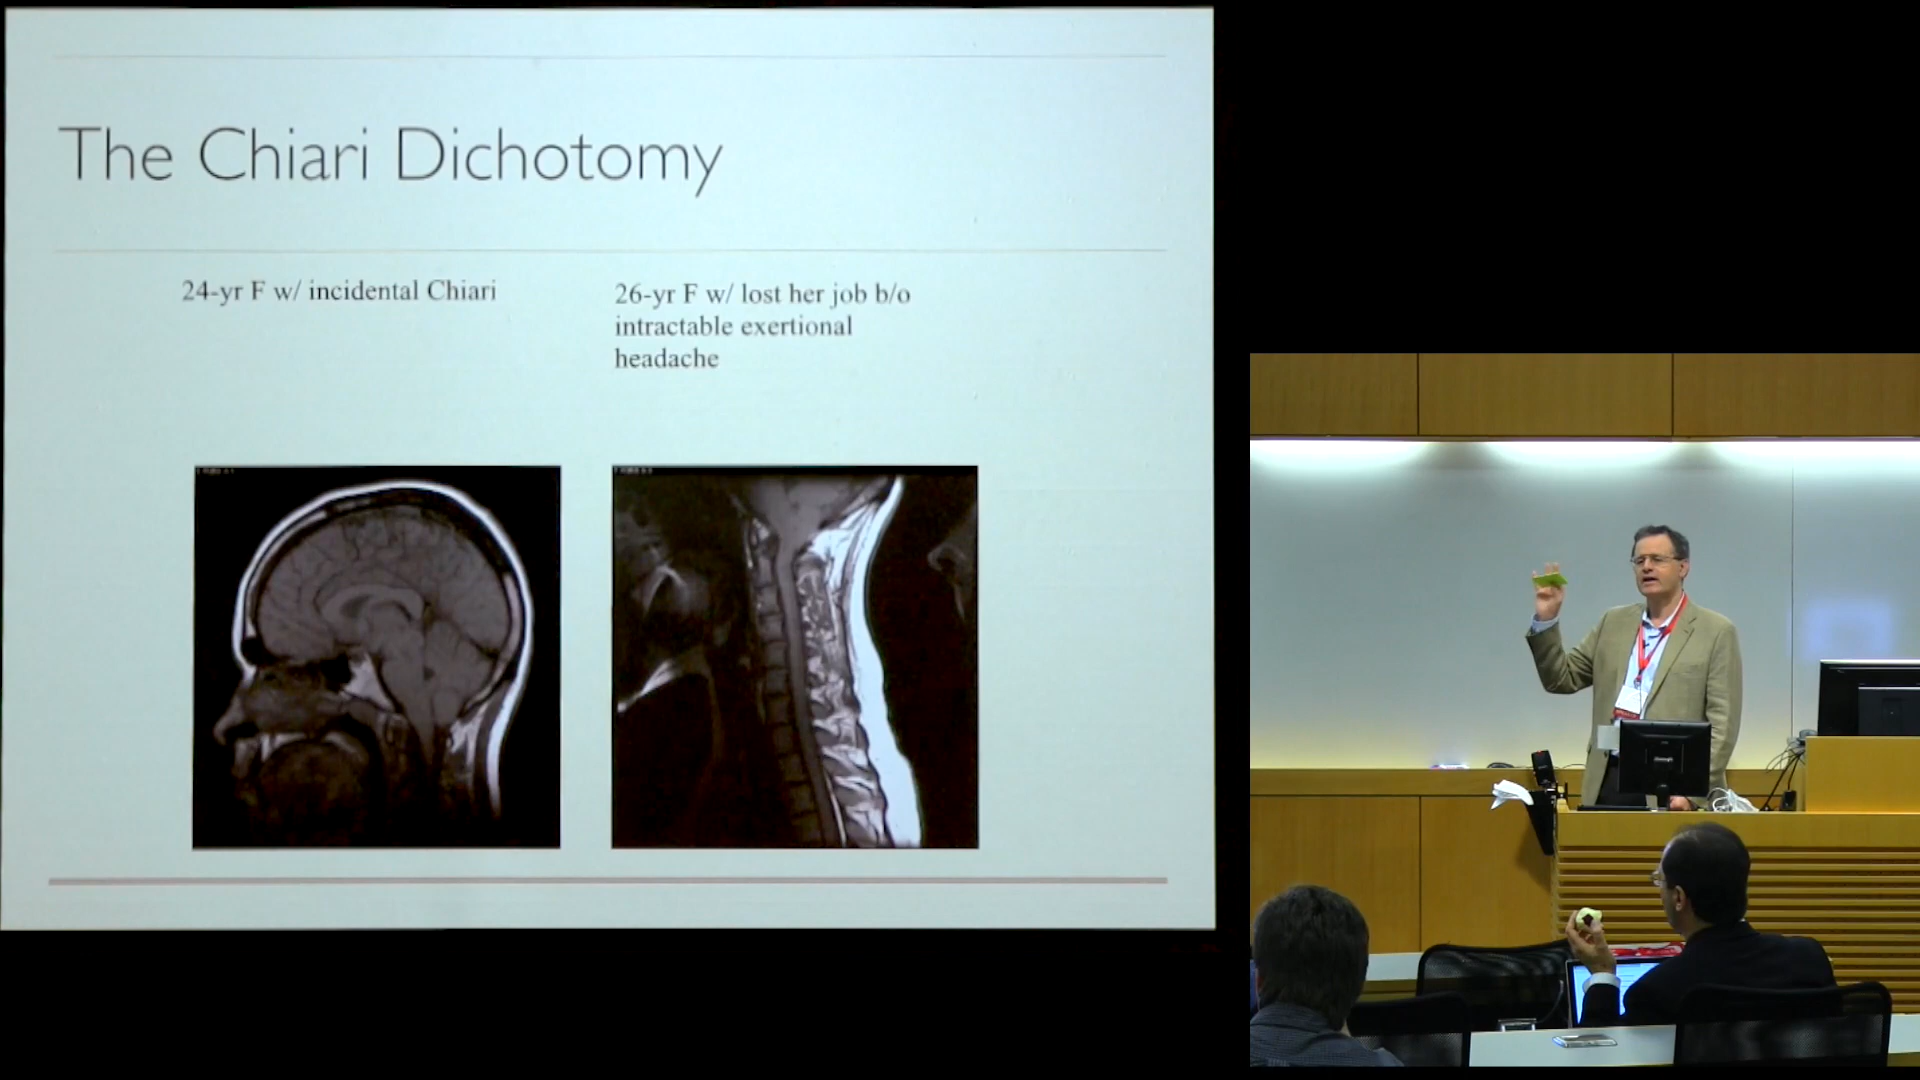 The Chiari Dichotomy
24-yr F w/ incidental Chiari
26-yr F w/ lost her job b/o
intractable exertional
headache